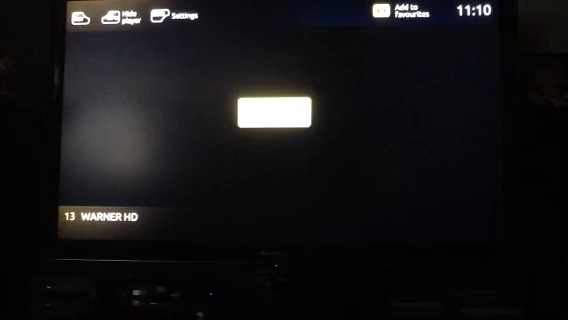 Hide
player
Settings
Add to
favourites
11:10
13 WARNER HD